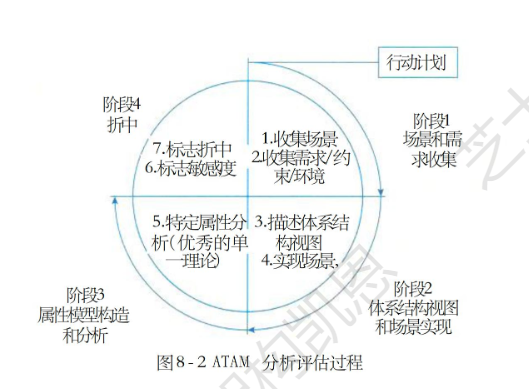 行动计划
阶段4
折中
阶段1
场景和需
求收集
7.标志折中
6.标志敏感度
1.收集场景
2.收集需求/约
束/环境
5.特定属性分
析(优秀的单
一理论)
3.描述体系结
构视图
4.实现场景,
阶段3
属性模型构造
和分析
阶段2
体系结构视图
和场景实现
图8-2 ATAM 分析评估过程